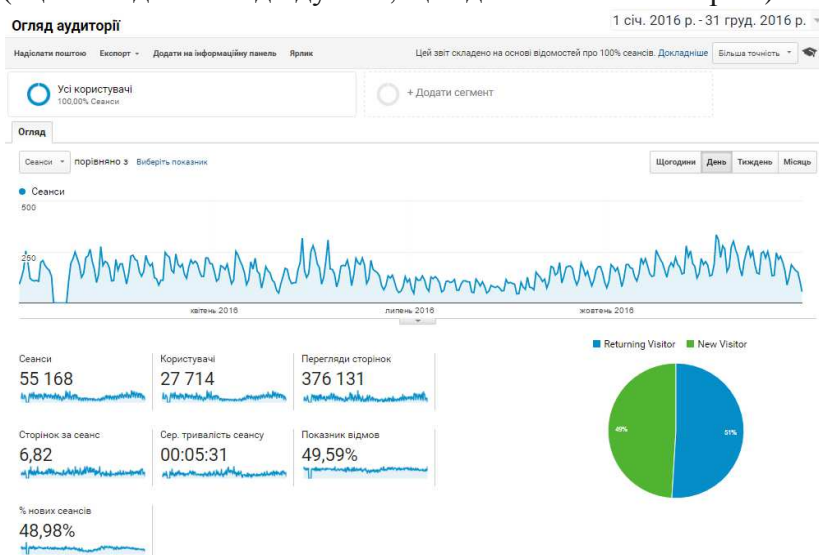 Огляд аудиторії
1 січ. 2016 р. - 31 груд. 2016 р.
Надіслати поштою Експорт Додати на інформаційну панель Ярлик
Цей звіт складено на основі відомостей про 100% сеансів. Докладніше Більша точність
Усі користувачі
100,00% Сеанси
+ Додати сегмент
Огляд
Сеанси порівняно з Виберіть показник
Щогодини День Тиждень Місяць
Сеанси
500
250
квітень 2016 липень 2016 жовтень 2016
Returning Visitor New Visitor
Сеанси Користувачі Перегляди сторінок
55 168 27 714 376 131
49% 51%
Сторінок за сеанс Сер. тривалість сеансу Показник відмов
6,82 00:05:31 49,59%
% нових сеансів
48,98%